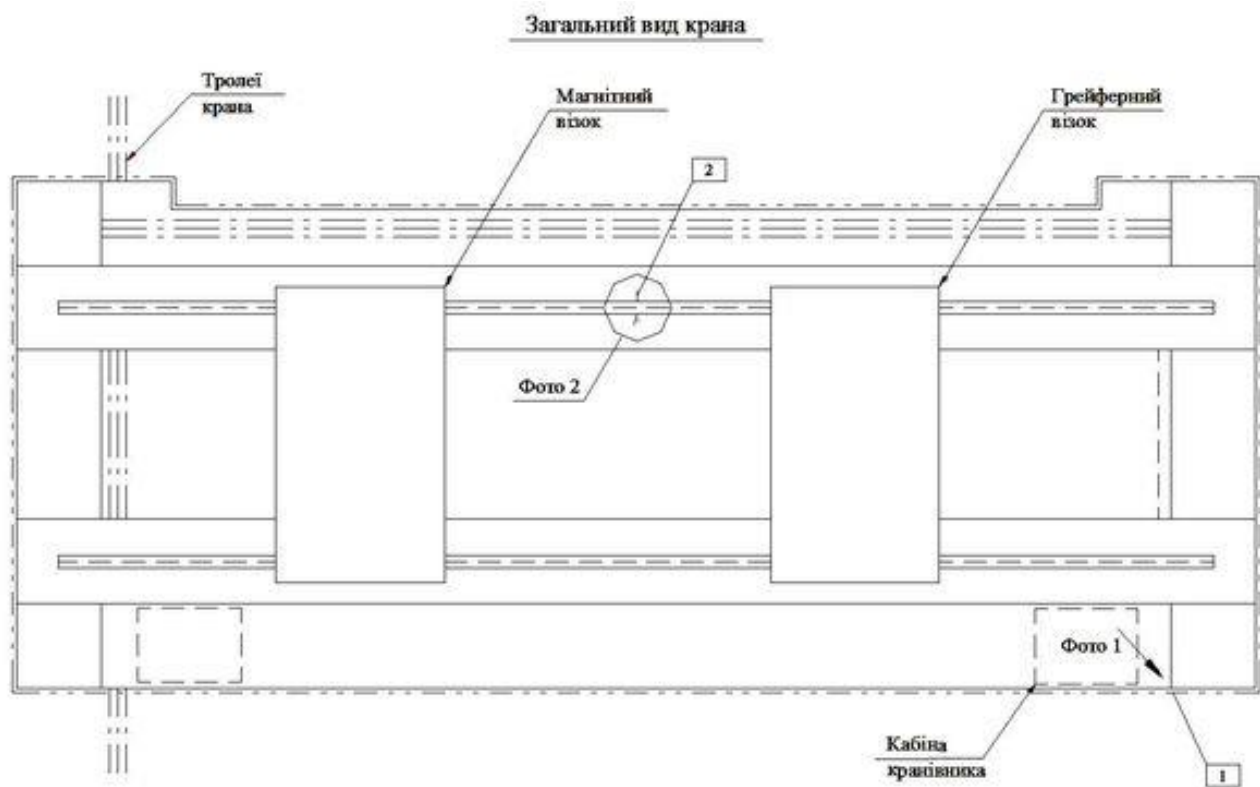 Загальний вид крана
Тролеї
крана
Магнітний
візок
Грейферний
візок
2
Фото 2
Фото 1
Кабіна
кранівника
1